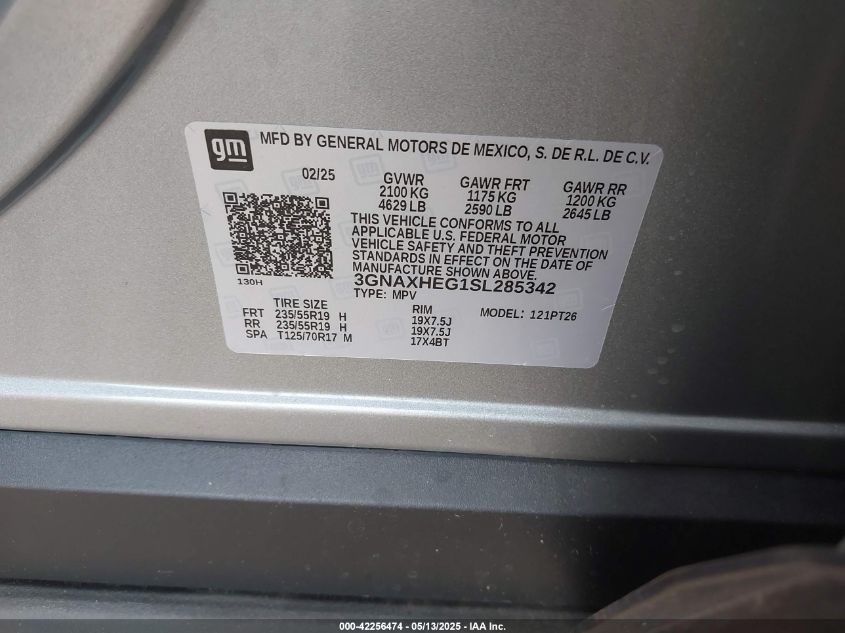 gm MFD BY GENERAL MOTORS DE MEXICO, S. DE R.L. DE C.V.
02/25 GVWR GAWR FRT GAWR RR
2100 KG 1175 KG 1200 KG
4629 LB 2590 LB 2645 LB
THIS VEHICLE CONFORMS TO ALL
APPLICABLE U.S. FEDERAL MOTOR
VEHICLE SAFETY AND THEFT PREVENTION
STANDARDS IN EFFECT ON THE DATE OF
MANUFACTURE SHOWN ABOVE.
130H 3GNAXHEG1SL285342
TYPE: MPV
TIRE SIZE RIM MODEL: 121PT26
FRT 235/55R19 H 19X7.5J
RR 235/55R19 H 19X7.5J
SPA T125/70R17 M 17X4BT
000-42256474 - 05/13/2025 - IAA Inc.